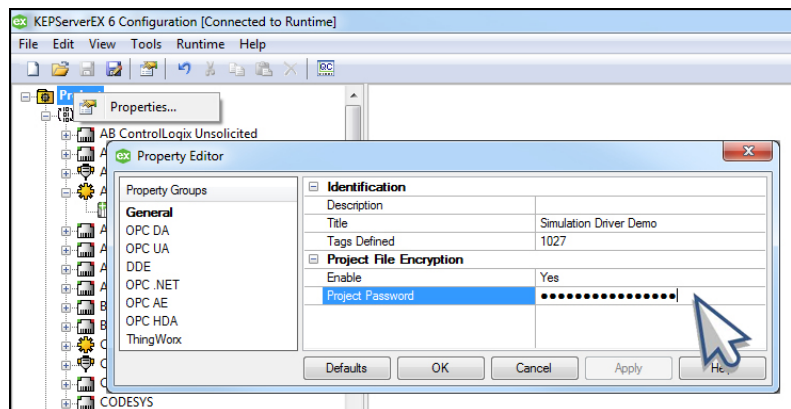 KEPServerEX 6 Configuration [Connected to Runtime]
File Edit View Tools Runtime Help
Properties...
AB ControlLogix Unsolicited
Property Editor
Property Groups
General
OPC DA
OPC UA
DDE
OPC .NET
OPC AE
OPC HDA
ThingWorx
Identification
Description
Title Simulation Driver Demo
Tags Defined 1027
Project File Encryption
Enable Yes
Project Password ●●●●●●●●●●●●●●●●
Defaults OK Cancel Apply
CODESYS